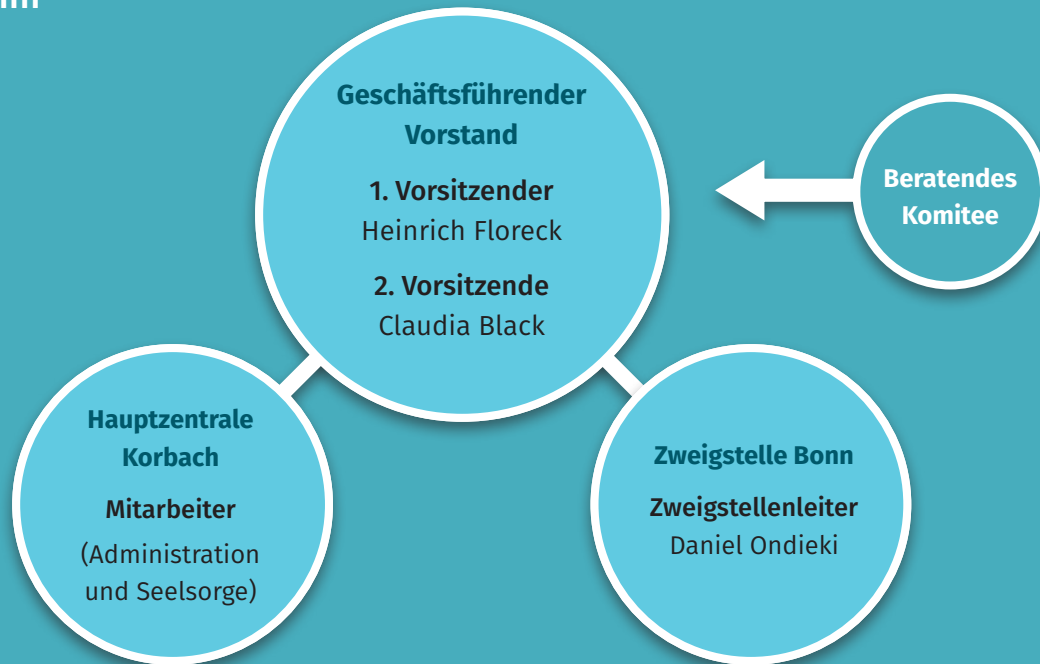 Geschäftsführender
Vorstand
1. Vorsitzender
Heinrich Floreck
2. Vorsitzende
Claudia Black
Beratendes
Komitee
Hauptzentrale
Korbach
Mitarbeiter
(Administration
und Seelsorge)
Zweigstelle Bonn
Zweigstellenleiter
Daniel Ondieki